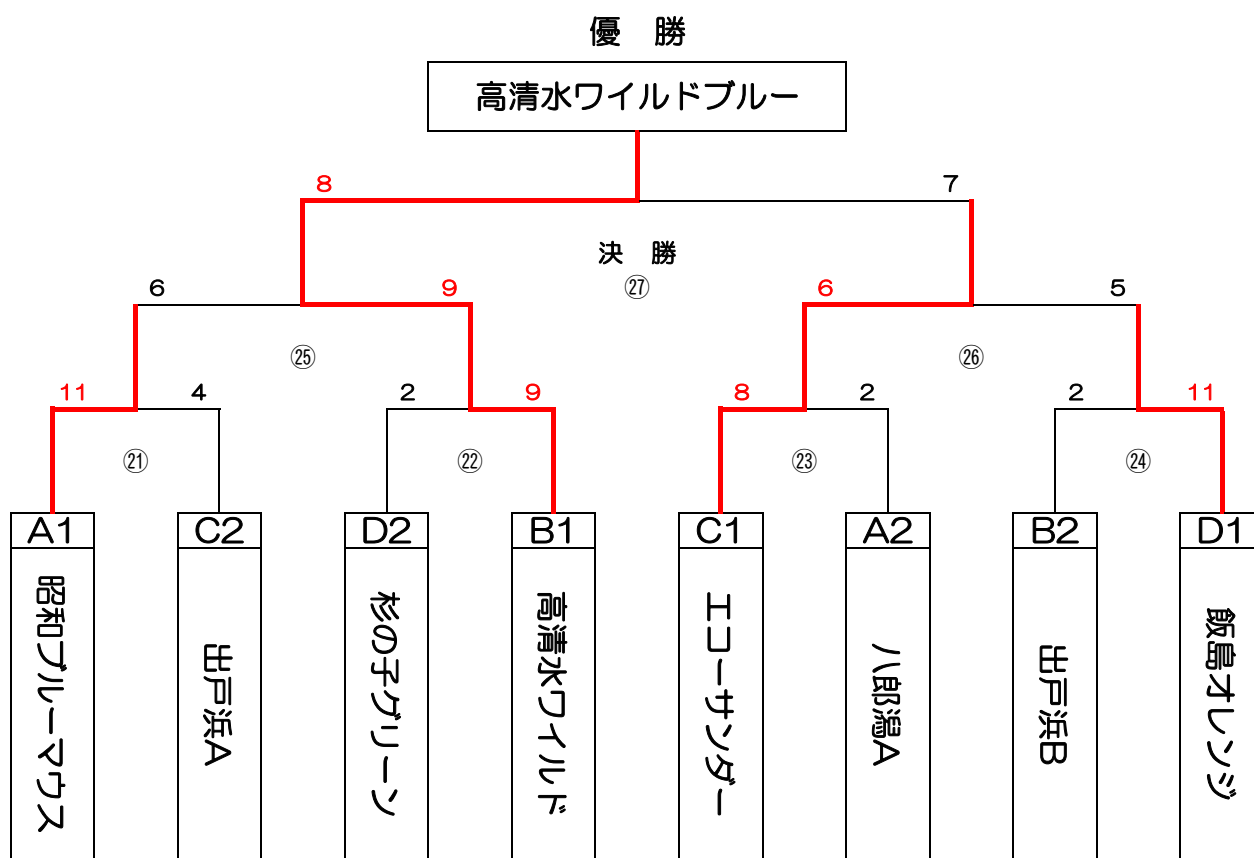 優　勝
高清水ワイルドブルー
8
7
決　勝
㉗
6
9
6
5
㉕
㉖
11
4
2
9
8
2
2
11
㉑
㉒
㉓
㉔
A1
C2
D2
B1
C1
A2
B2
D1
昭和ブルーマウス
出戸浜A
杉の子グリーン
高清水ワイルド
エコーサンダー
八郎潟A
出戸浜B
飯島オレンジ